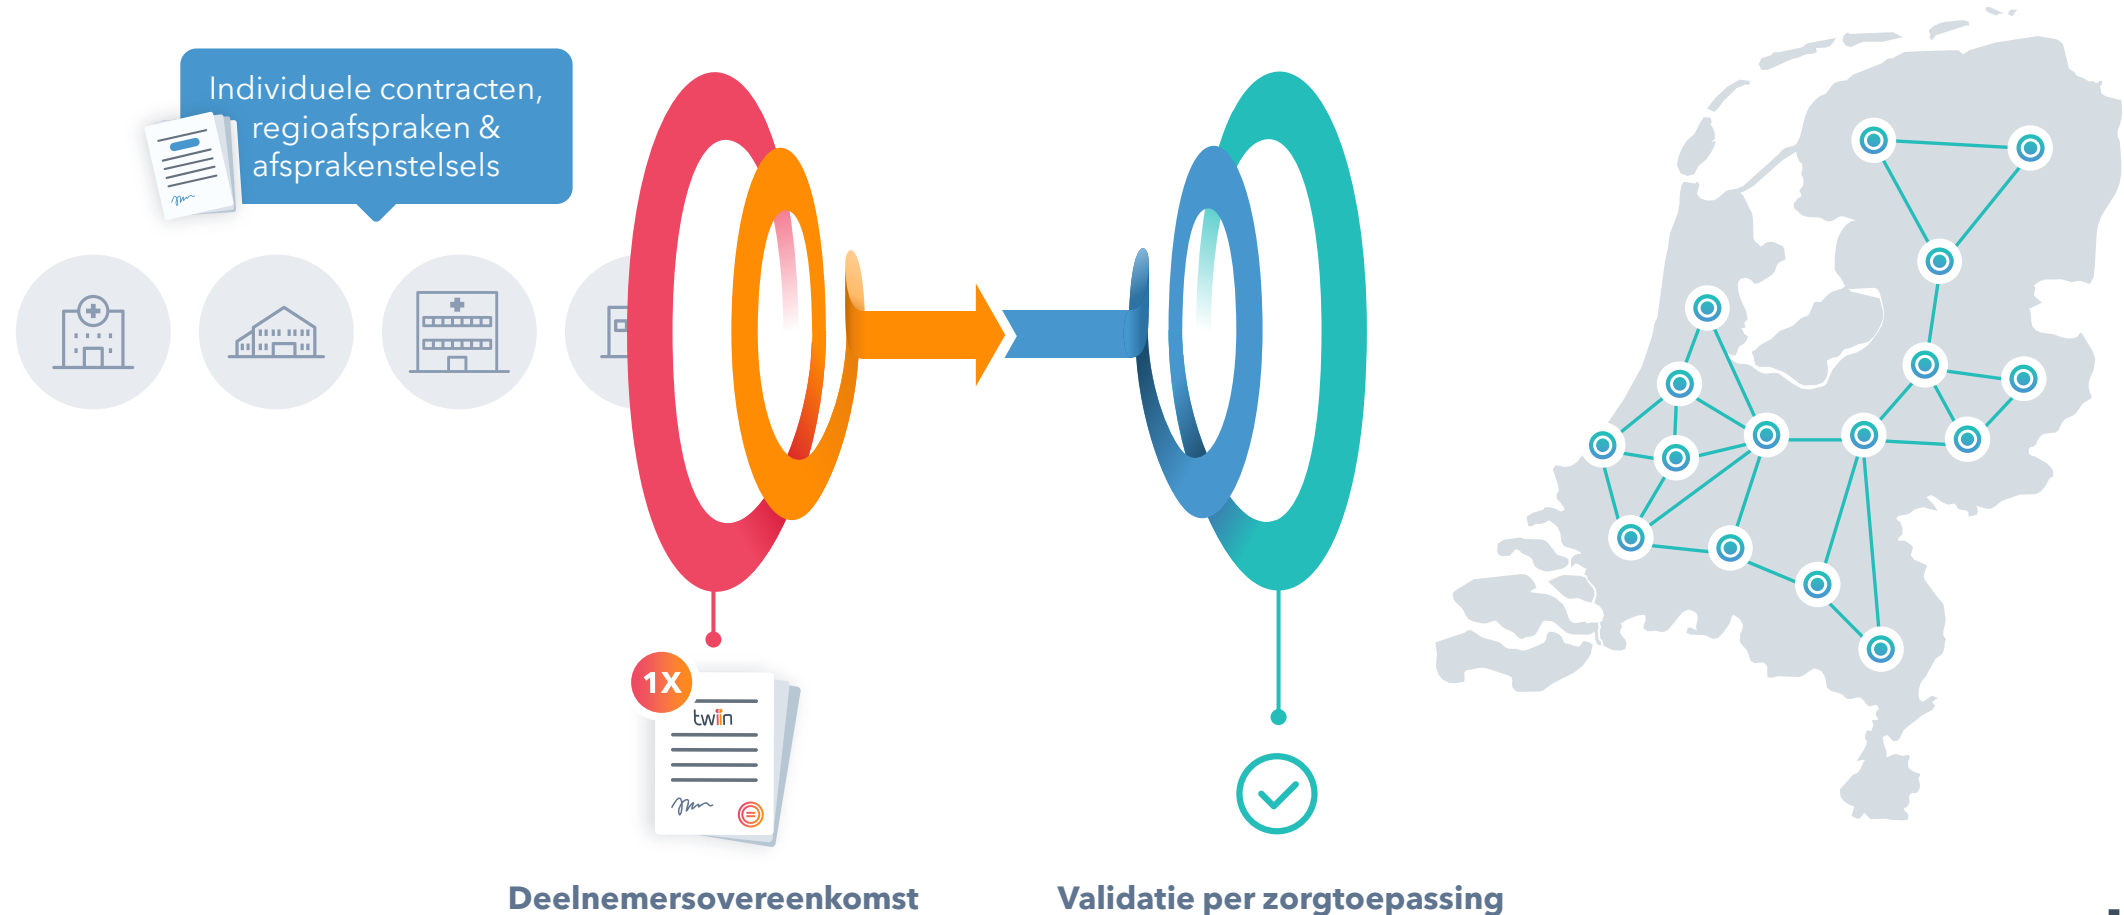 Individuele contracten,
regioafspraken &
afsprakenstelsels
1X
twiin
Deelnemersovereenkomst
Validatie per zorgtoepassing